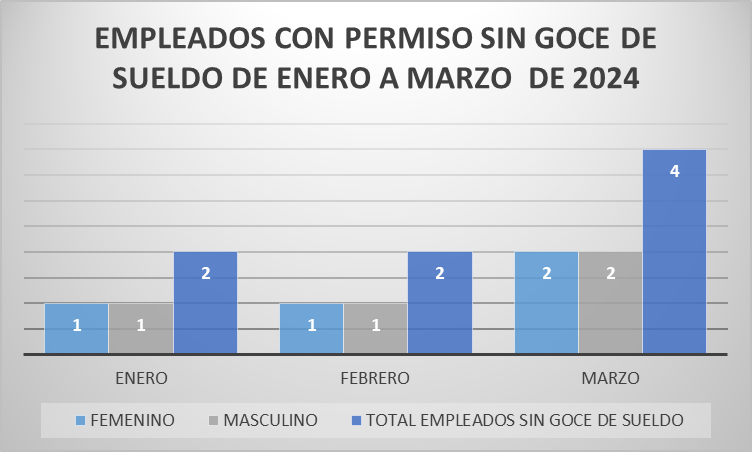 EMPLEADOS CON PERMISO SIN GOCE DE
SUELDO DE ENERO A MARZO  DE 2024
1 1 2
1 1 2
2 2 4
ENERO FEBRERO MARZO
FEMENINO MASCULINO TOTAL EMPLEADOS SIN GOCE DE SUELDO